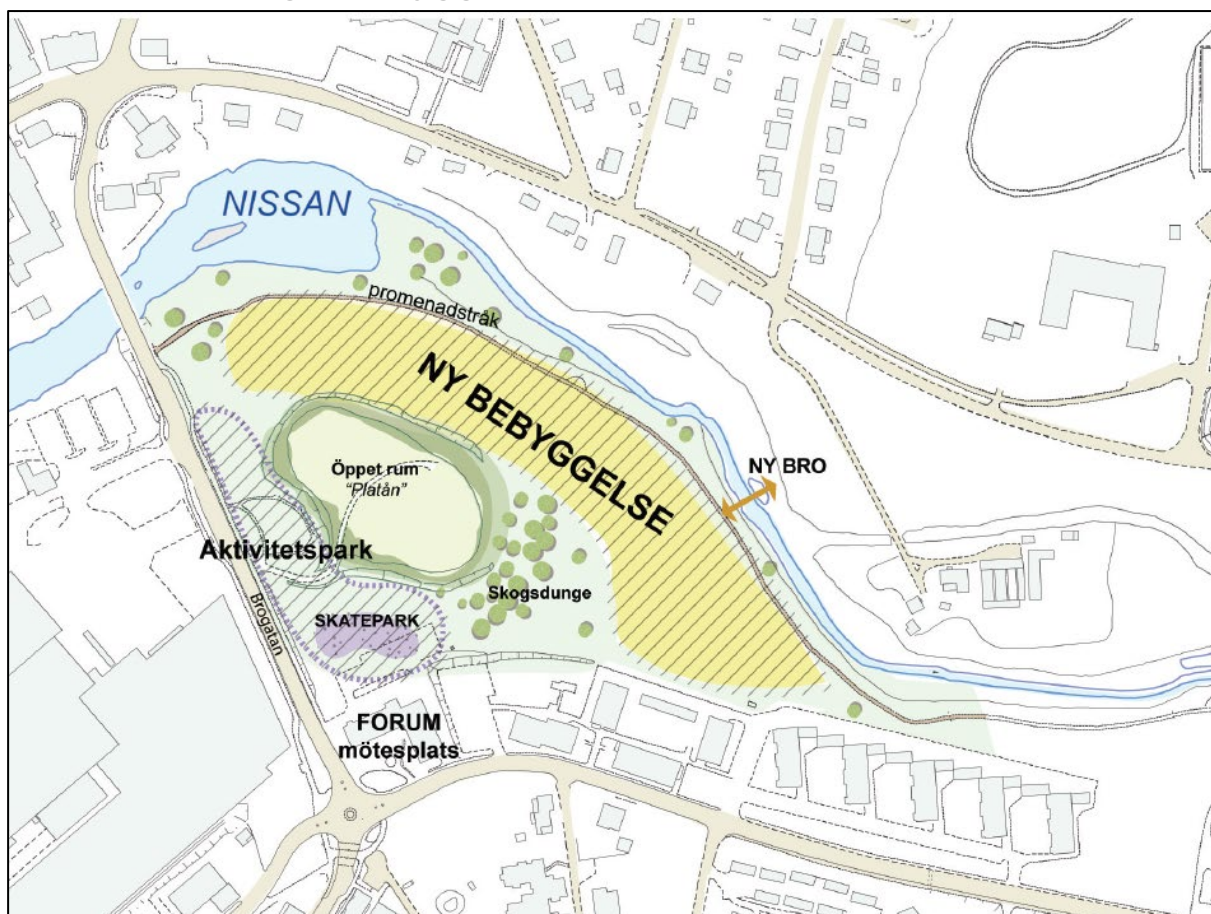 NISSAN
promenadstråk
NY BEBYGGELSE
NY BRO
Öppet rum
"Platån"
Aktivitetspark
Skogsdunge
SKATEPARK
Brogatan
FORUM
mötesplats